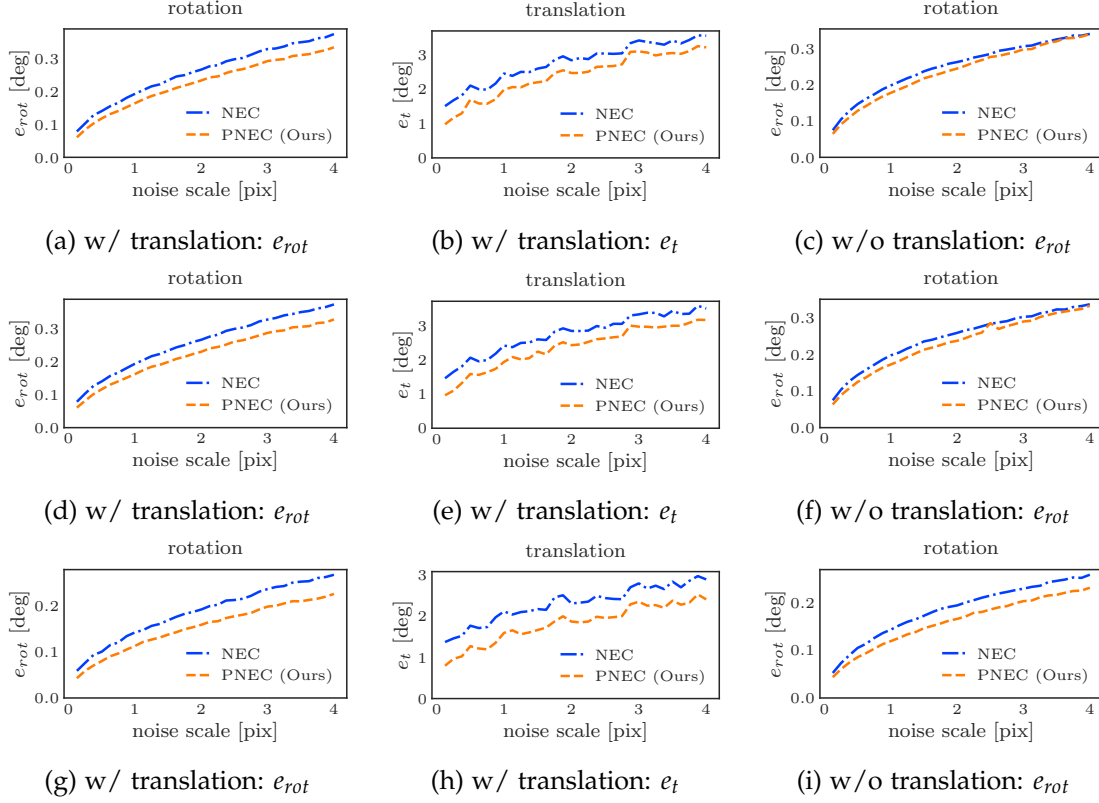 rotation
translation
rotation
e_rot [deg]
0.3
0.2
0.1
0.0
NEC
PNEC (Ours)
0 1 2 3 4
noise scale [pix]
e_t [deg]
3
2
1
0
NEC
PNEC (Ours)
0 1 2 3 4
noise scale [pix]
e_rot [deg]
0.3
0.2
0.1
0.0
NEC
PNEC (Ours)
0 1 2 3 4
noise scale [pix]
(a) w/ translation: e_rot
(b) w/ translation: e_t
(c) w/o translation: e_rot
rotation
translation
rotation
e_rot [deg]
0.3
0.2
0.1
0.0
NEC
PNEC (Ours)
0 1 2 3 4
noise scale [pix]
e_t [deg]
3
2
1
0
NEC
PNEC (Ours)
0 1 2 3 4
noise scale [pix]
e_rot [deg]
0.3
0.2
0.1
0.0
NEC
PNEC (Ours)
0 1 2 3 4
noise scale [pix]
(d) w/ translation: e_rot
(e) w/ translation: e_t
(f) w/o translation: e_rot
rotation
translation
rotation
e_rot [deg]
0.2
0.1
0.0
NEC
PNEC (Ours)
0 1 2 3 4
noise scale [pix]
e_t [deg]
3
2
1
0
NEC
PNEC (Ours)
0 1 2 3 4
noise scale [pix]
e_rot [deg]
0.2
0.1
0.0
NEC
PNEC (Ours)
0 1 2 3 4
noise scale [pix]
(g) w/ translation: e_rot
(h) w/ translation: e_t
(i) w/o translation: e_rot